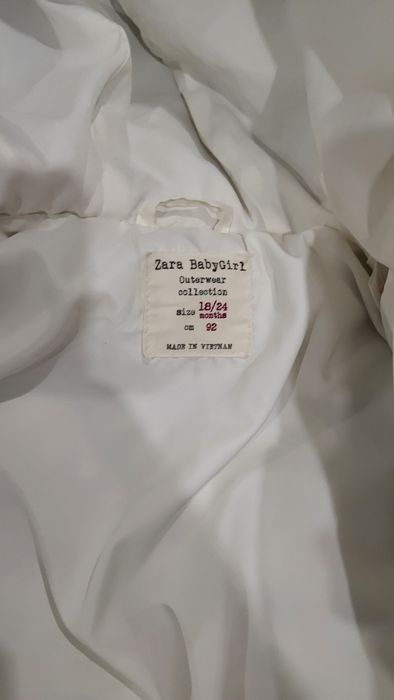 Zara BabyGirl
Outerwear
collection
size 18/24
months
cm 92
MADE IN VIETNAM